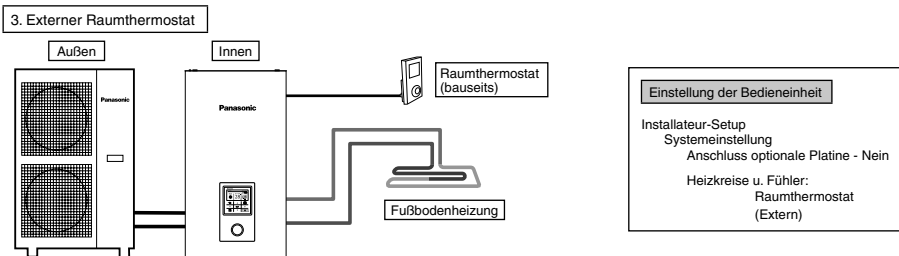 3. Externer Raumthermostat
Außen
Innen
Panasonic
Panasonic
Raumthermostat
(bauseits)
Fußbodenheizung
Einstellung der Bedieneinheit
Installateur-Setup
Systemeinstellung
Anschluss optionale Platine - Nein
Heizkreise u. Fühler:
Raumthermostat
(Extern)